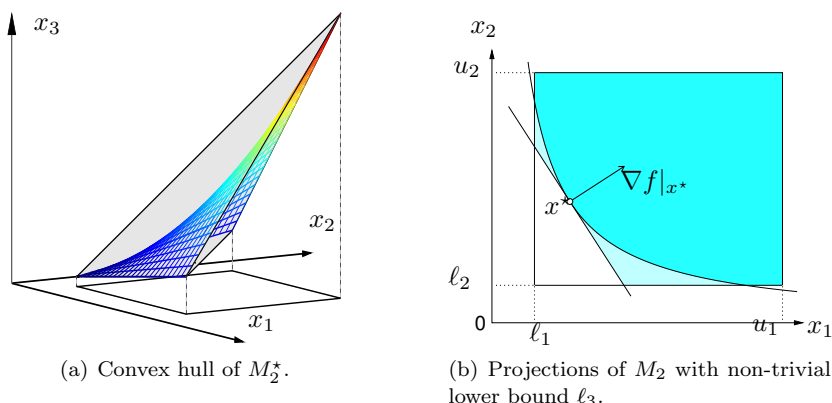 x₃
x₂
x₁
(a) Convex hull of M₂⋆.
x₂
u₂
∇f|ₓ⋆
x⋆
ℓ₂
0
ℓ₁
u₁
x₁
(b) Projections of M₂ with non-trivial
lower bound ℓ₃.